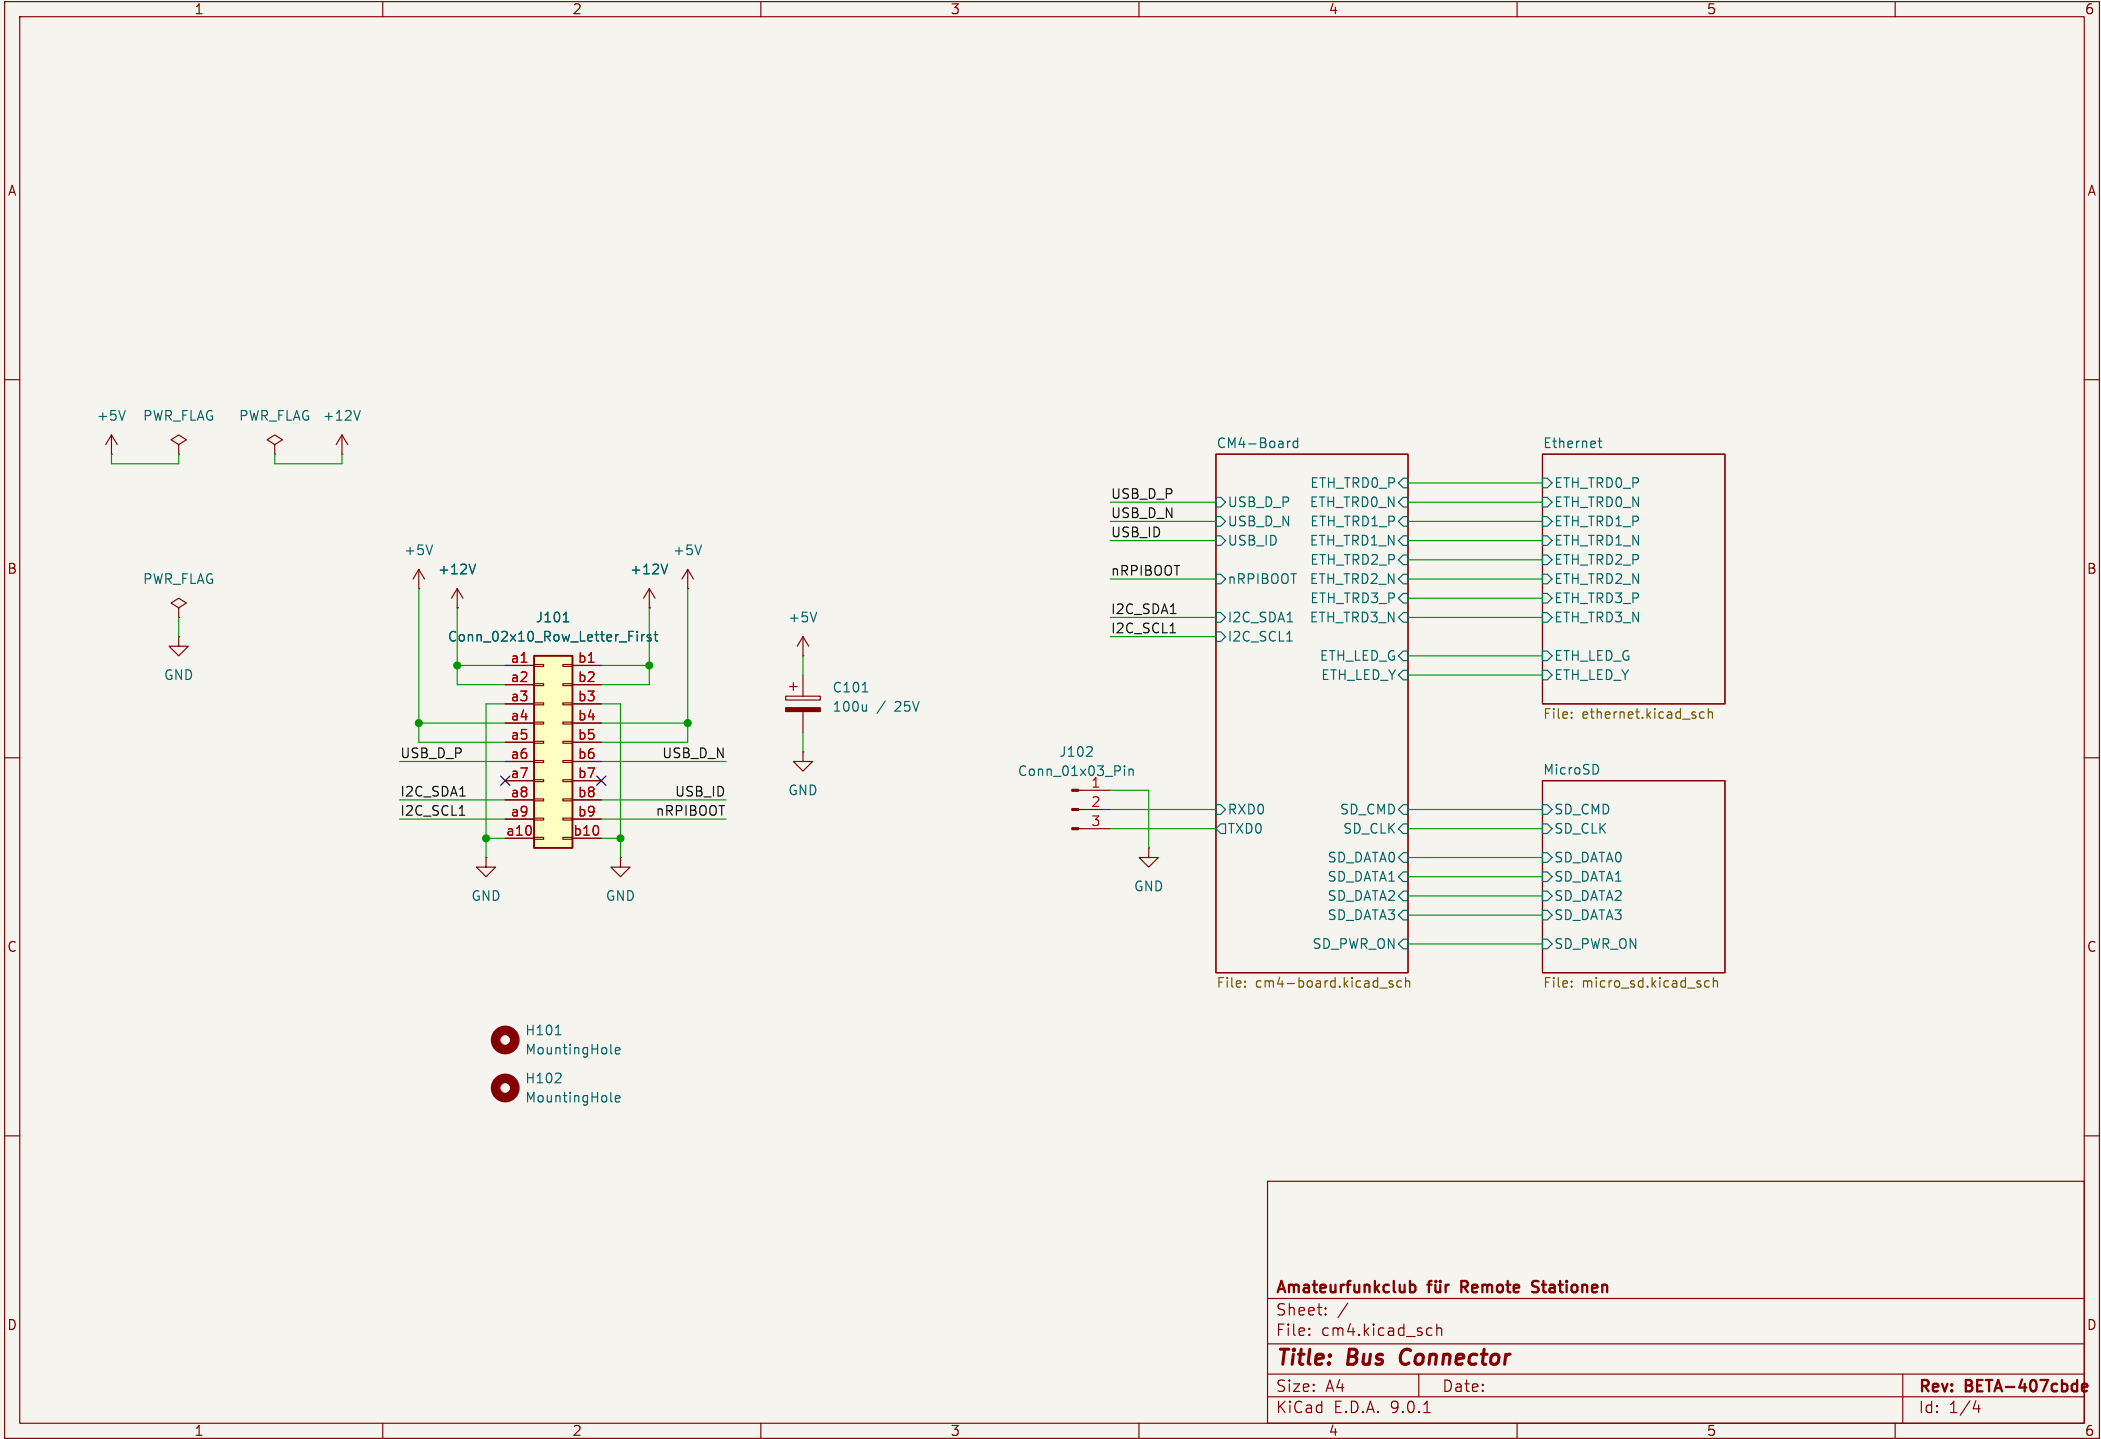 1 2 3 4 5 6
A A
+5V PWR_FLAG PWR_FLAG +12V
PWR_FLAG
GND
B B
+5V +5V
+12V +12V
J101
Conn_02x10_Row_Letter_First
a1 b1
a2 b2
a3 b3
a4 b4
a5 b5
USB_D_P a6 b6 USB_D_N
a7 b7
I2C_SDA1 a8 b8 USB_ID
I2C_SCL1 a9 b9 nRPIBOOT
a10 b10
GND GND
+5V
+
C101
100u / 25V
GND
CM4-Board
USB_D_P USB_D_P
USB_D_N USB_D_N
USB_ID USB_ID
nRPIBOOT nRPIBOOT
I2C_SDA1 I2C_SDA1
I2C_SCL1 I2C_SCL1
J102
Conn_01x03_Pin
1
2 RXD0
3 TXD0
GND
ETH_TRD0_P
ETH_TRD0_N
ETH_TRD1_P
ETH_TRD1_N
ETH_TRD2_P
ETH_TRD2_N
ETH_TRD3_P
ETH_TRD3_N
ETH_LED_G
ETH_LED_Y
SD_CMD
SD_CLK
SD_DATA0
SD_DATA1
SD_DATA2
SD_DATA3
SD_PWR_ON
File: cm4-board.kicad_sch
Ethernet
ETH_TRD0_P
ETH_TRD0_N
ETH_TRD1_P
ETH_TRD1_N
ETH_TRD2_P
ETH_TRD2_N
ETH_TRD3_P
ETH_TRD3_N
ETH_LED_G
ETH_LED_Y
File: ethernet.kicad_sch
MicroSD
SD_CMD
SD_CLK
SD_DATA0
SD_DATA1
SD_DATA2
SD_DATA3
SD_PWR_ON
File: micro_sd.kicad_sch
C C
H101
MountingHole
H102
MountingHole
D D
Amateurfunkclub für Remote Stationen
Sheet: /
File: cm4.kicad_sch
Title: Bus Connector
Size: A4 Date: Rev: BETA-407cbde
KiCad E.D.A. 9.0.1 Id: 1/4
1 2 3 4 5 6